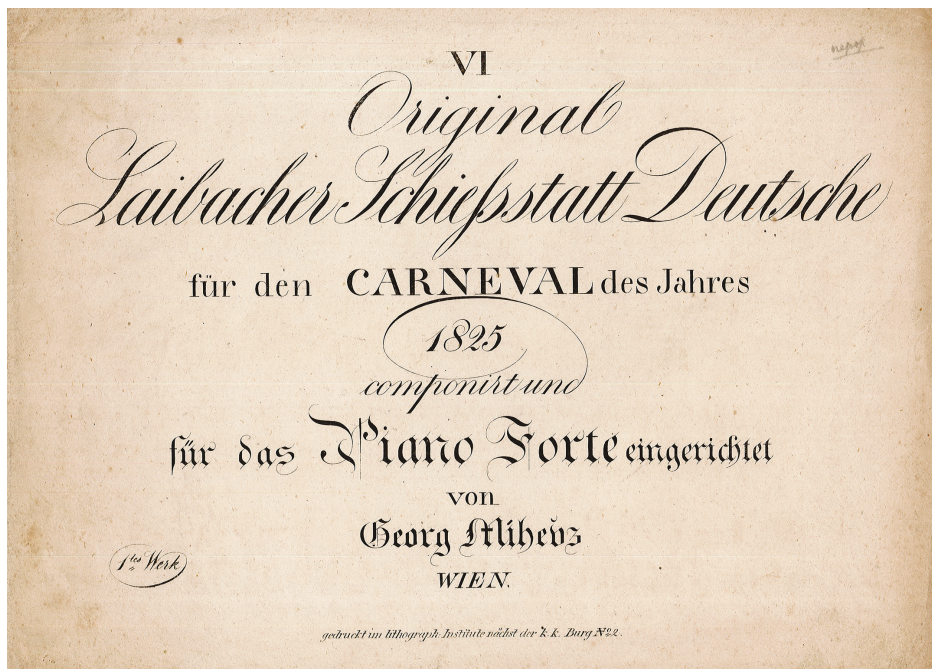 VI
Original
Laibacher Schießstatt Deutsche
für den CARNEVAL des Jahres
1825
componirt und
für das Piano Forte eingerichtet
von
Georg Mihevz
1tes Werk
WIEN.
gedruckt im lithograph. Institute nächst der k. k. Burg No 22.